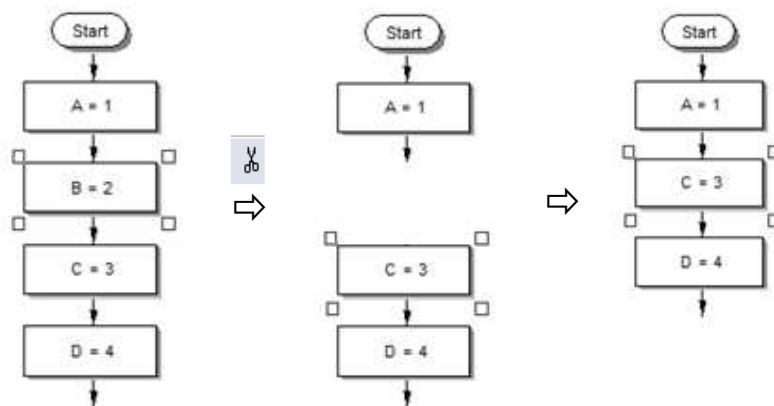 Start
A = 1
B = 2
C = 3
D = 4
Start
A = 1
C = 3
D = 4
Start
A = 1
C = 3
D = 4